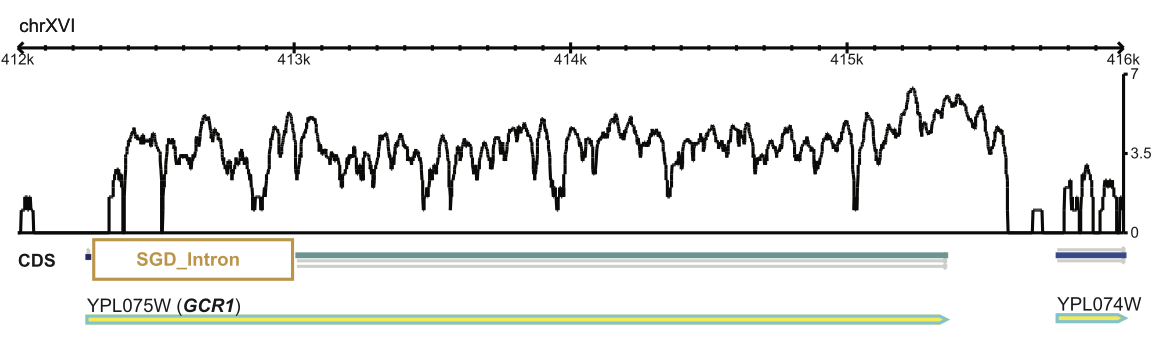 chrXVI
412k 413k 414k 415k 416k
7
3.5
0
CDS SGD_Intron
YPL075W (GCR1) YPL074W